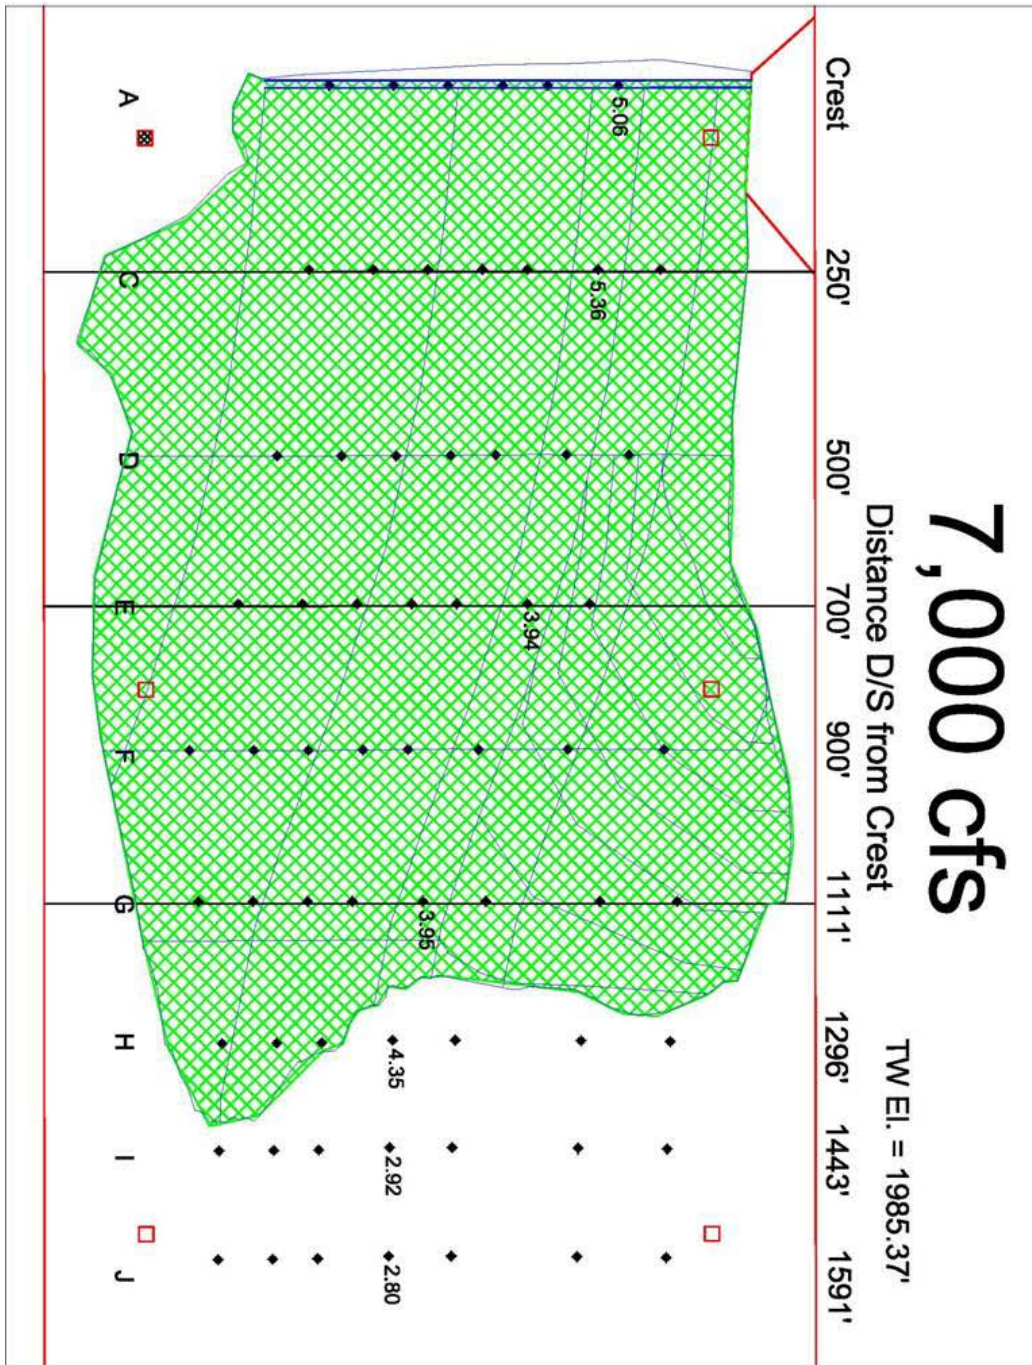 7,000 cfs
Distance D/S from Crest
TW El. = 1985.37'
Crest
250'
500'
700'
900'
1111'
1296'
14443'
1591'
5.06
5.36
3.94
3.95
4.35
2.92
2.80
A
C
D
E
F
G
H
I
J